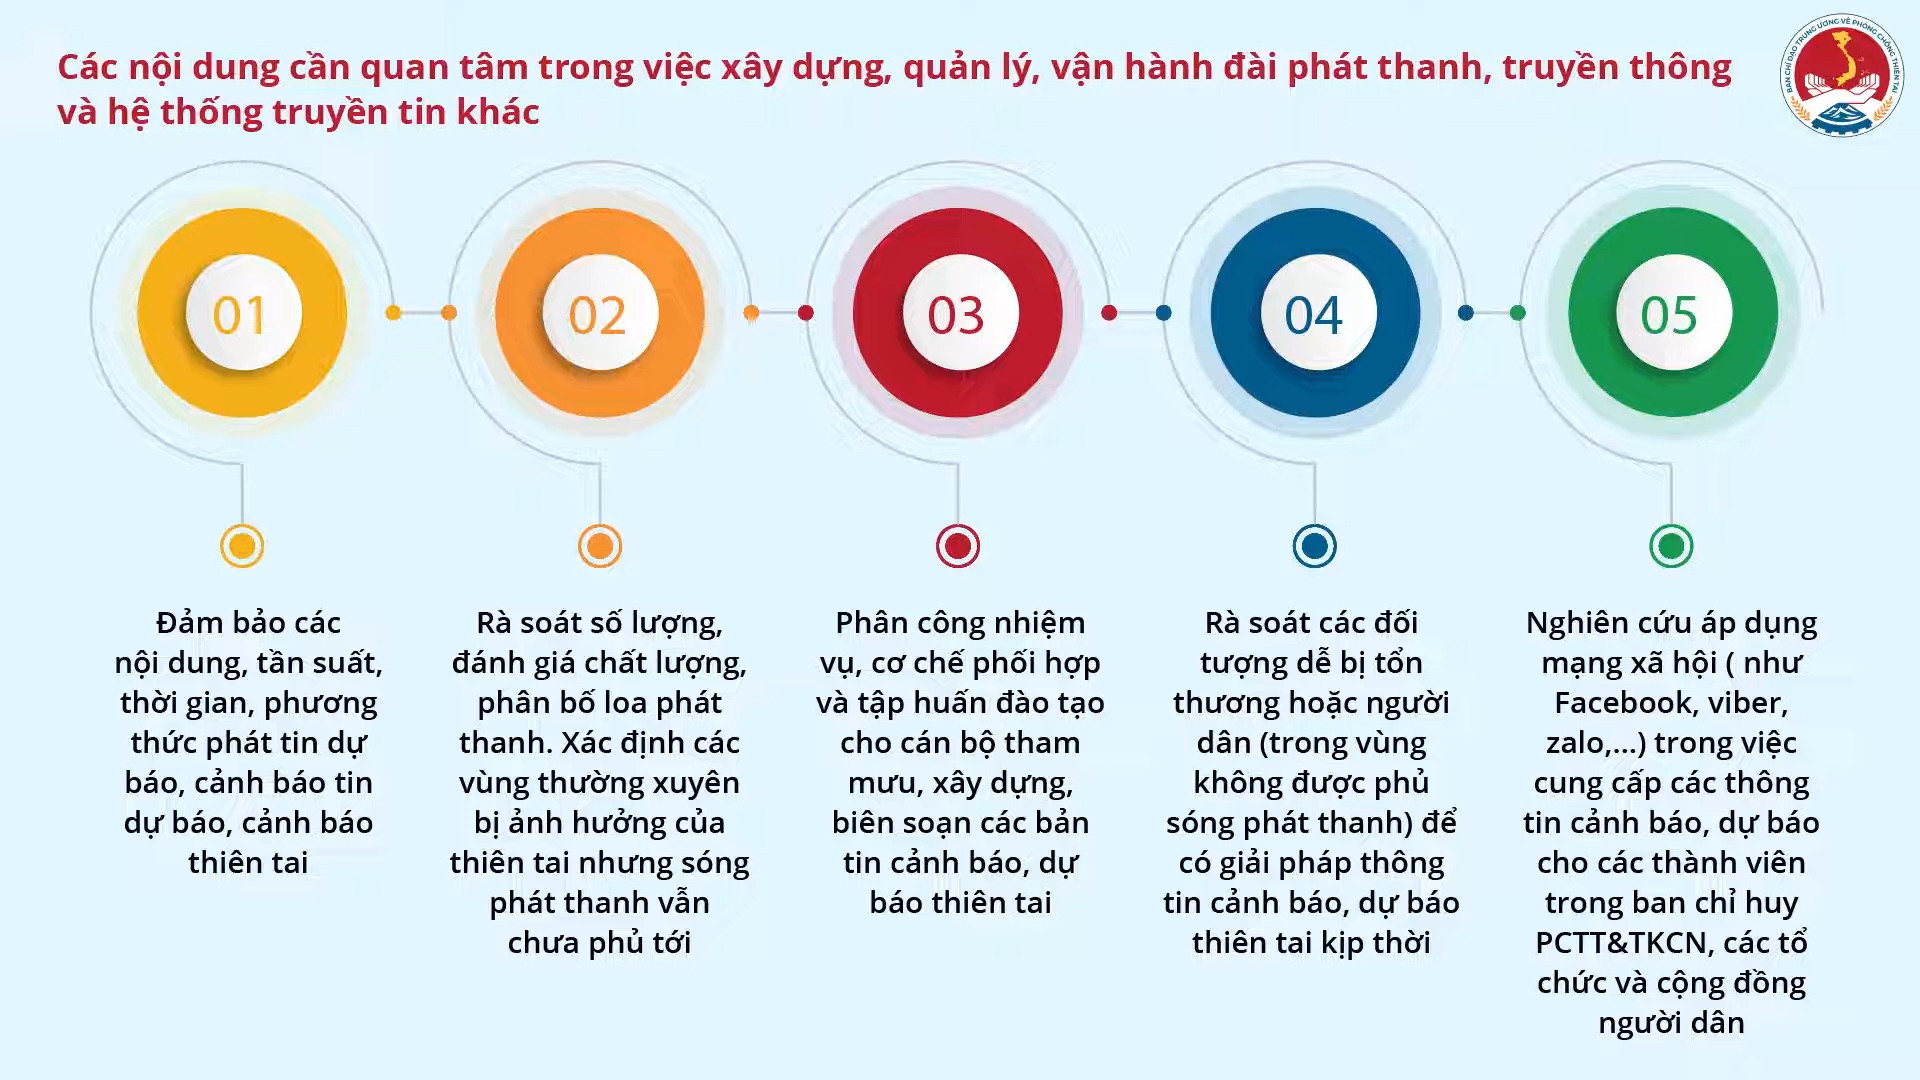 Các nội dung cần quan tâm trong việc xây dựng, quản lý, vận hành đài phát thanh, truyền thông
và hệ thống truyền tin khác
BAN CHỈ ĐẠO TRUNG ƯƠNG VỀ PHÒNG CHỐNG THIÊN TAI
01
02
03
04
05
Đảm bảo các
nội dung, tần suất,
thời gian, phương
thức phát tin dự
báo, cảnh báo tin
dự báo, cảnh báo
thiên tai
Rà soát số lượng,
đánh giá chất lượng,
phân bố loa phát
thanh. Xác định các
vùng thường xuyên
bị ảnh hưởng của
thiên tai nhưng sóng
phát thanh vẫn
chưa phủ tới
Phân công nhiệm
vụ, cơ chế phối hợp
và tập huấn đào tạo
cho cán bộ tham
mưu, xây dựng,
biên soạn các bản
tin cảnh báo, dự
báo thiên tai
Rà soát các đối
tượng dễ bị tổn
thương hoặc người
dân (trong vùng
không được phủ
sóng phát thanh) để
có giải pháp thông
tin cảnh báo, dự báo
thiên tai kịp thời
Nghiên cứu áp dụng
mạng xã hội ( như
Facebook, viber,
zalo,...) trong việc
cung cấp các thông
tin cảnh báo, dự báo
cho các thành viên
trong ban chỉ huy
PCTT&TKCN, các tổ
chức và cộng đồng
người dân